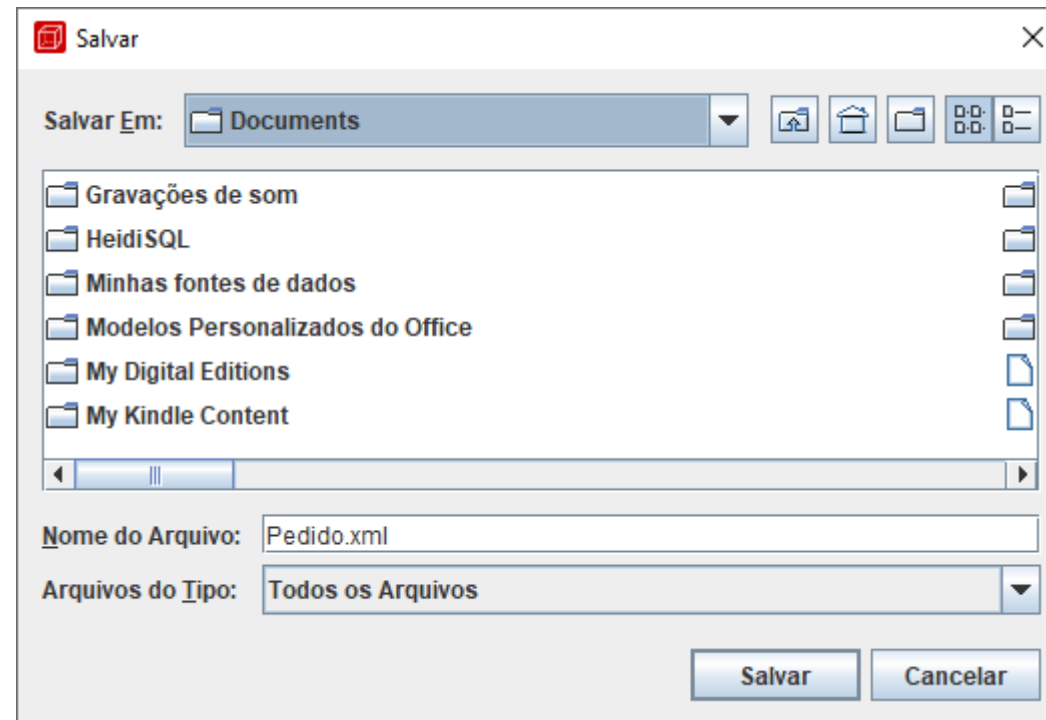 Salvar
Salvar Em: Documents
Gravações de som
HeidiSQL
Minhas fontes de dados
Modelos Personalizados do Office
My Digital Editions
My Kindle Content
Nome do Arquivo: Pedido.xml
Arquivos do Tipo: Todos os Arquivos
Salvar Cancelar